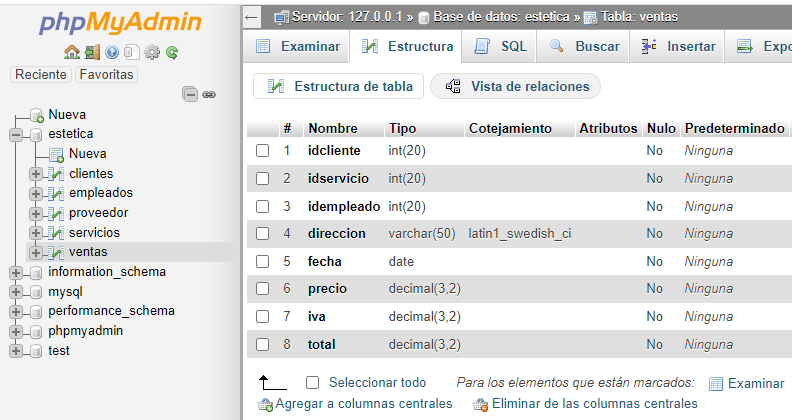 phpMyAdmin
Reciente Favoritas
Nueva
estetica
Nueva
clientes
empleados
proveedor
servicios
ventas
information_schema
mysql
performance_schema
phpmyadmin
test
Servidor: 127.0.0.1 » Base de datos: estetica » Tabla: ventas
Examinar Estructura SQL Buscar Insertar Expo
Estructura de tabla Vista de relaciones
# Nombre Tipo Cotejamiento Atributos Nulo Predeterminado
1 idcliente int(20) No Ninguna
2 idservicio int(20) No Ninguna
3 idempleado int(20) No Ninguna
4 direccion varchar(50) latin1_swedish_ci No Ninguna
5 fecha date No Ninguna
6 precio decimal(3,2) No Ninguna
7 iva decimal(3,2) No Ninguna
8 total decimal(3,2) No Ninguna
Seleccionar todo Para los elementos que están marcados: Examinar
Agregar a columnas centrales Eliminar de las columnas centrales